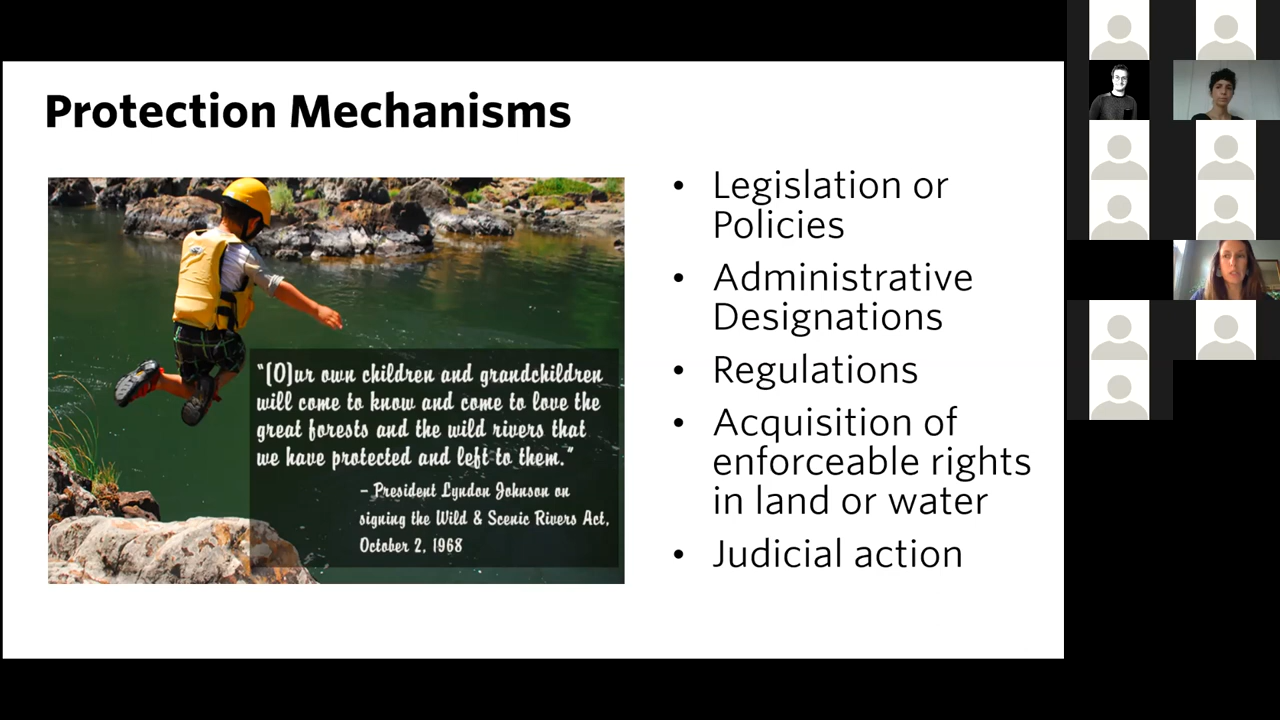 Protection Mechanisms
"[O]ur own children and grandchildren
will come to know and come to love the
great forests and the wild rivers that
we have protected and left to them."
– President Lyndon Johnson on
signing the Wild & Scenic Rivers Act,
October 2, 1968
• Legislation or
Policies
• Administrative
Designations
• Regulations
• Acquisition of
enforceable rights
in land or water
• Judicial action